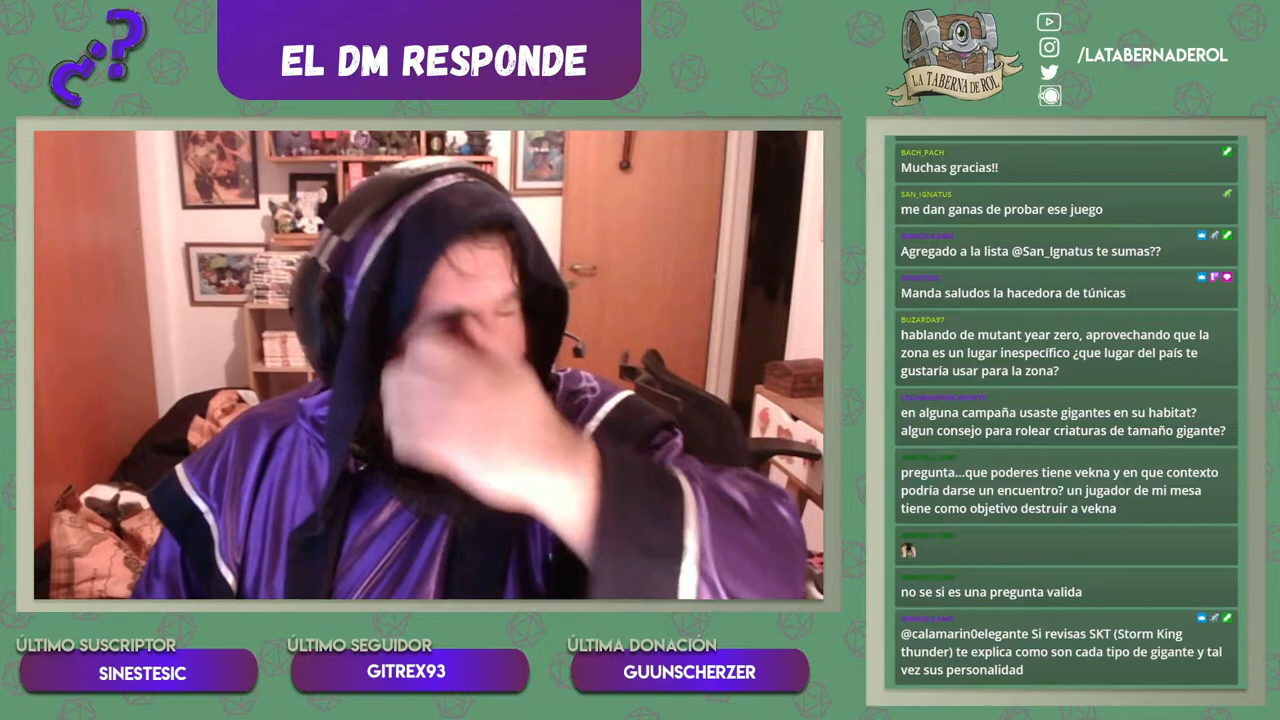 ¿?
EL DM RESPONDE
LA TABERNA DE ROL
/LATABERNADEROL
BACH_PACH
Muchas gracias!!
SAN_IGNATUS
me dan ganas de probar ese juego
Agregado a la lista @San_Ignatus te sumas??
Manda saludos la hacedora de túnicas
BUZARDA97
hablando de mutant year zero, aprovechando que la
zona es un lugar inespecífico ¿que lugar del país te
gustaría usar para la zona?
en alguna campaña usaste gigantes en su habitat?
algun consejo para rolear criaturas de tamaño gigante?
pregunta...que poderes tiene vekna y en que contexto
podría darse un encuentro? un jugador de mi mesa
tiene como objetivo destruir a vekna
no se si es una pregunta valida
@calamarin0elegante Si revisas SKT (Storm King
thunder) te explica como son cada tipo de gigante y tal
vez sus personalidad
ÚLTIMO SUSCRIPTOR
SINESTESIC
ÚLTIMO SEGUIDOR
GITREX93
ÚLTIMA DONACIÓN
GUUNSCHERZER